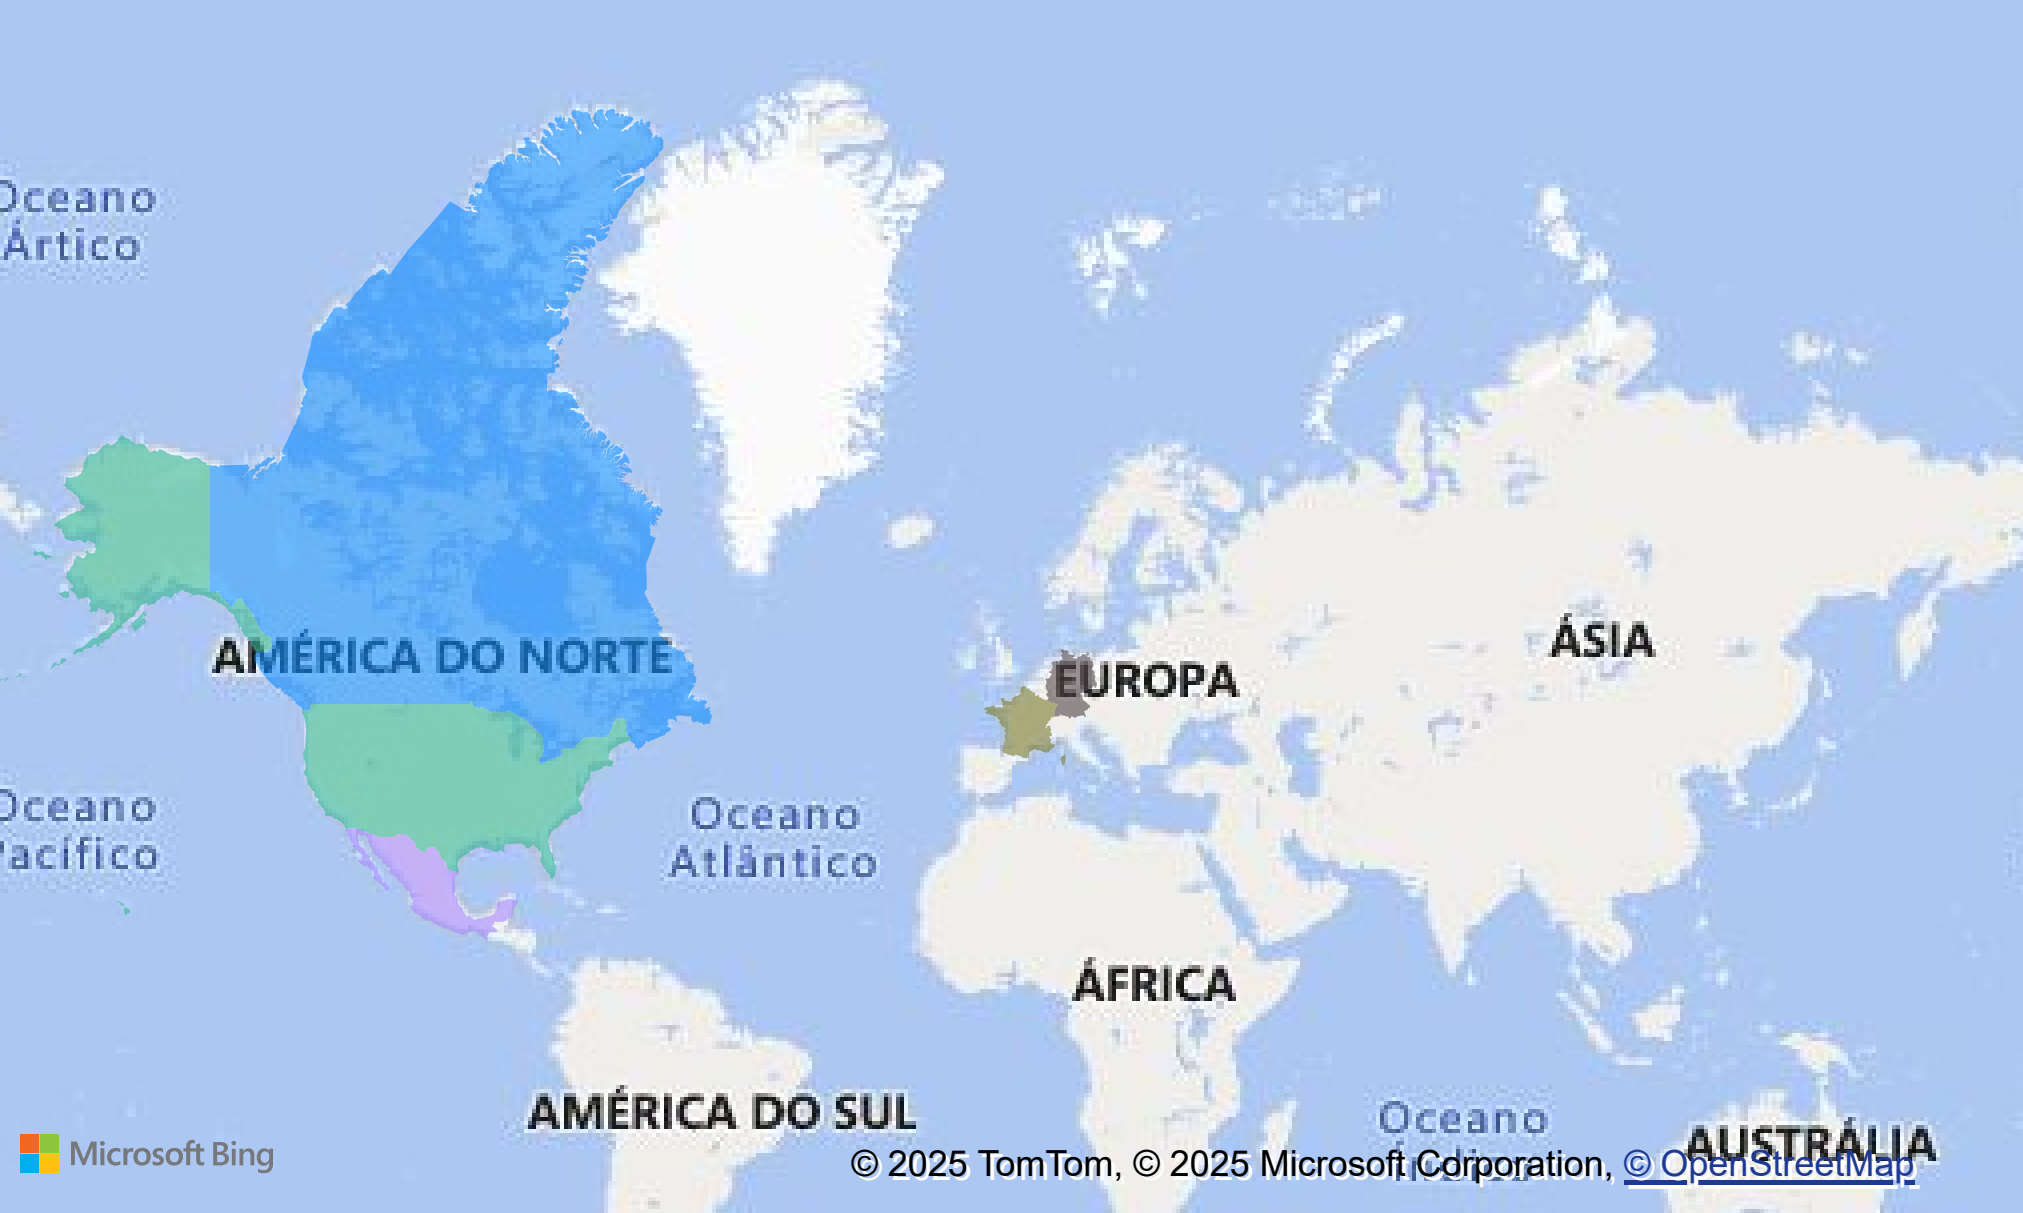 Oceano
Ártico
AMÉRICA DO NORTE
ÁSIA
EUROPA
Oceano
Pacífico
Oceano
Atlântico
ÁFRICA
AMÉRICA DO SUL
Oceano
AUSTRÁLIA
Microsoft Bing
© 2025 TomTom, © 2025 Microsoft Corporation, © OpenStreetMap